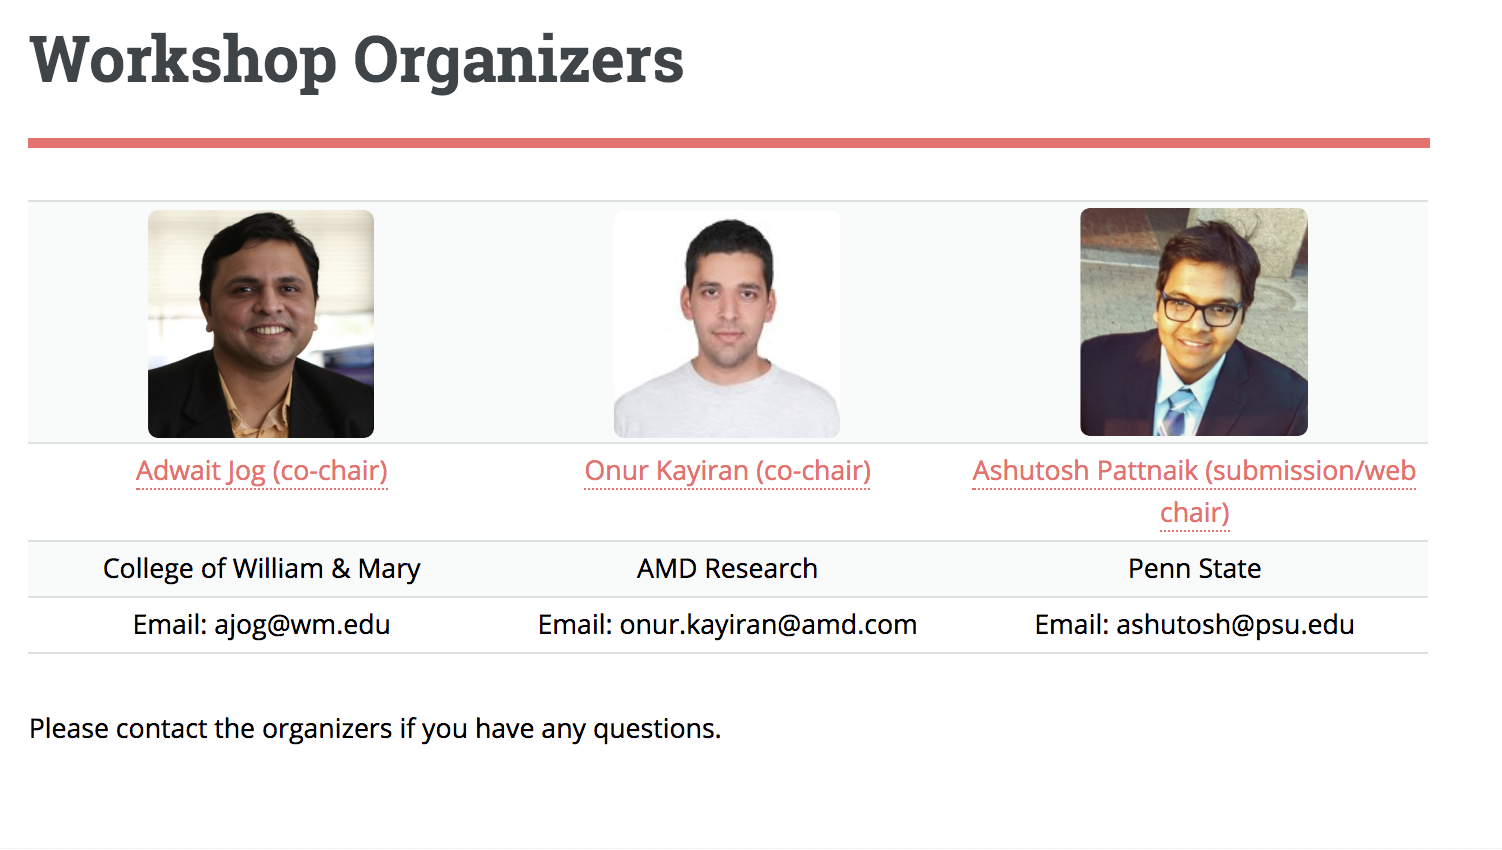 Workshop Organizers
Adwait Jog (co-chair)
Onur Kayiran (co-chair)
Ashutosh Pattnaik (submission/web
chair)
College of William & Mary
AMD Research
Penn State
Email: ajog@wm.edu
Email: onur.kayiran@amd.com
Email: ashutosh@psu.edu
Please contact the organizers if you have any questions.